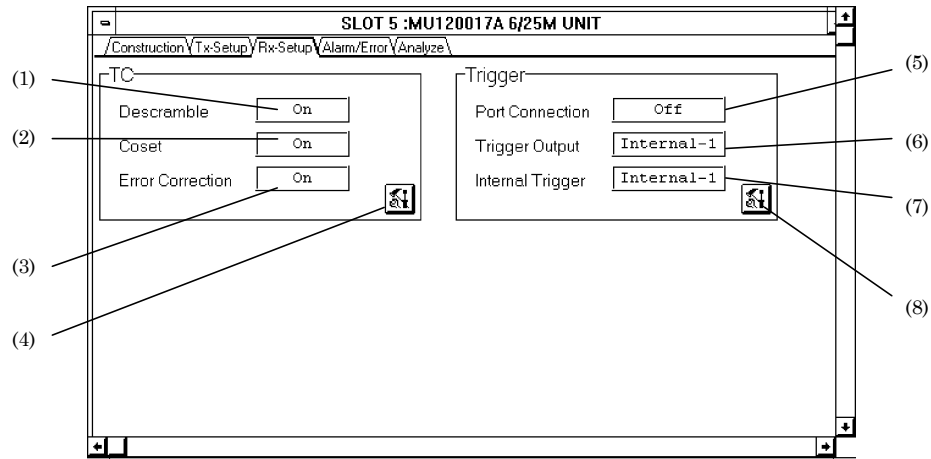 SLOT 5 :MU120017A 6/25M UNIT
Construction Tx-Setup Rx-Setup Alarm/Error Analyze
TC
Descramble On
Coset On
Error Correction On
Trigger
Port Connection Off
Trigger Output Internal-1
Internal Trigger Internal-1
(1)
(2)
(3)
(4)
(5)
(6)
(7)
(8)